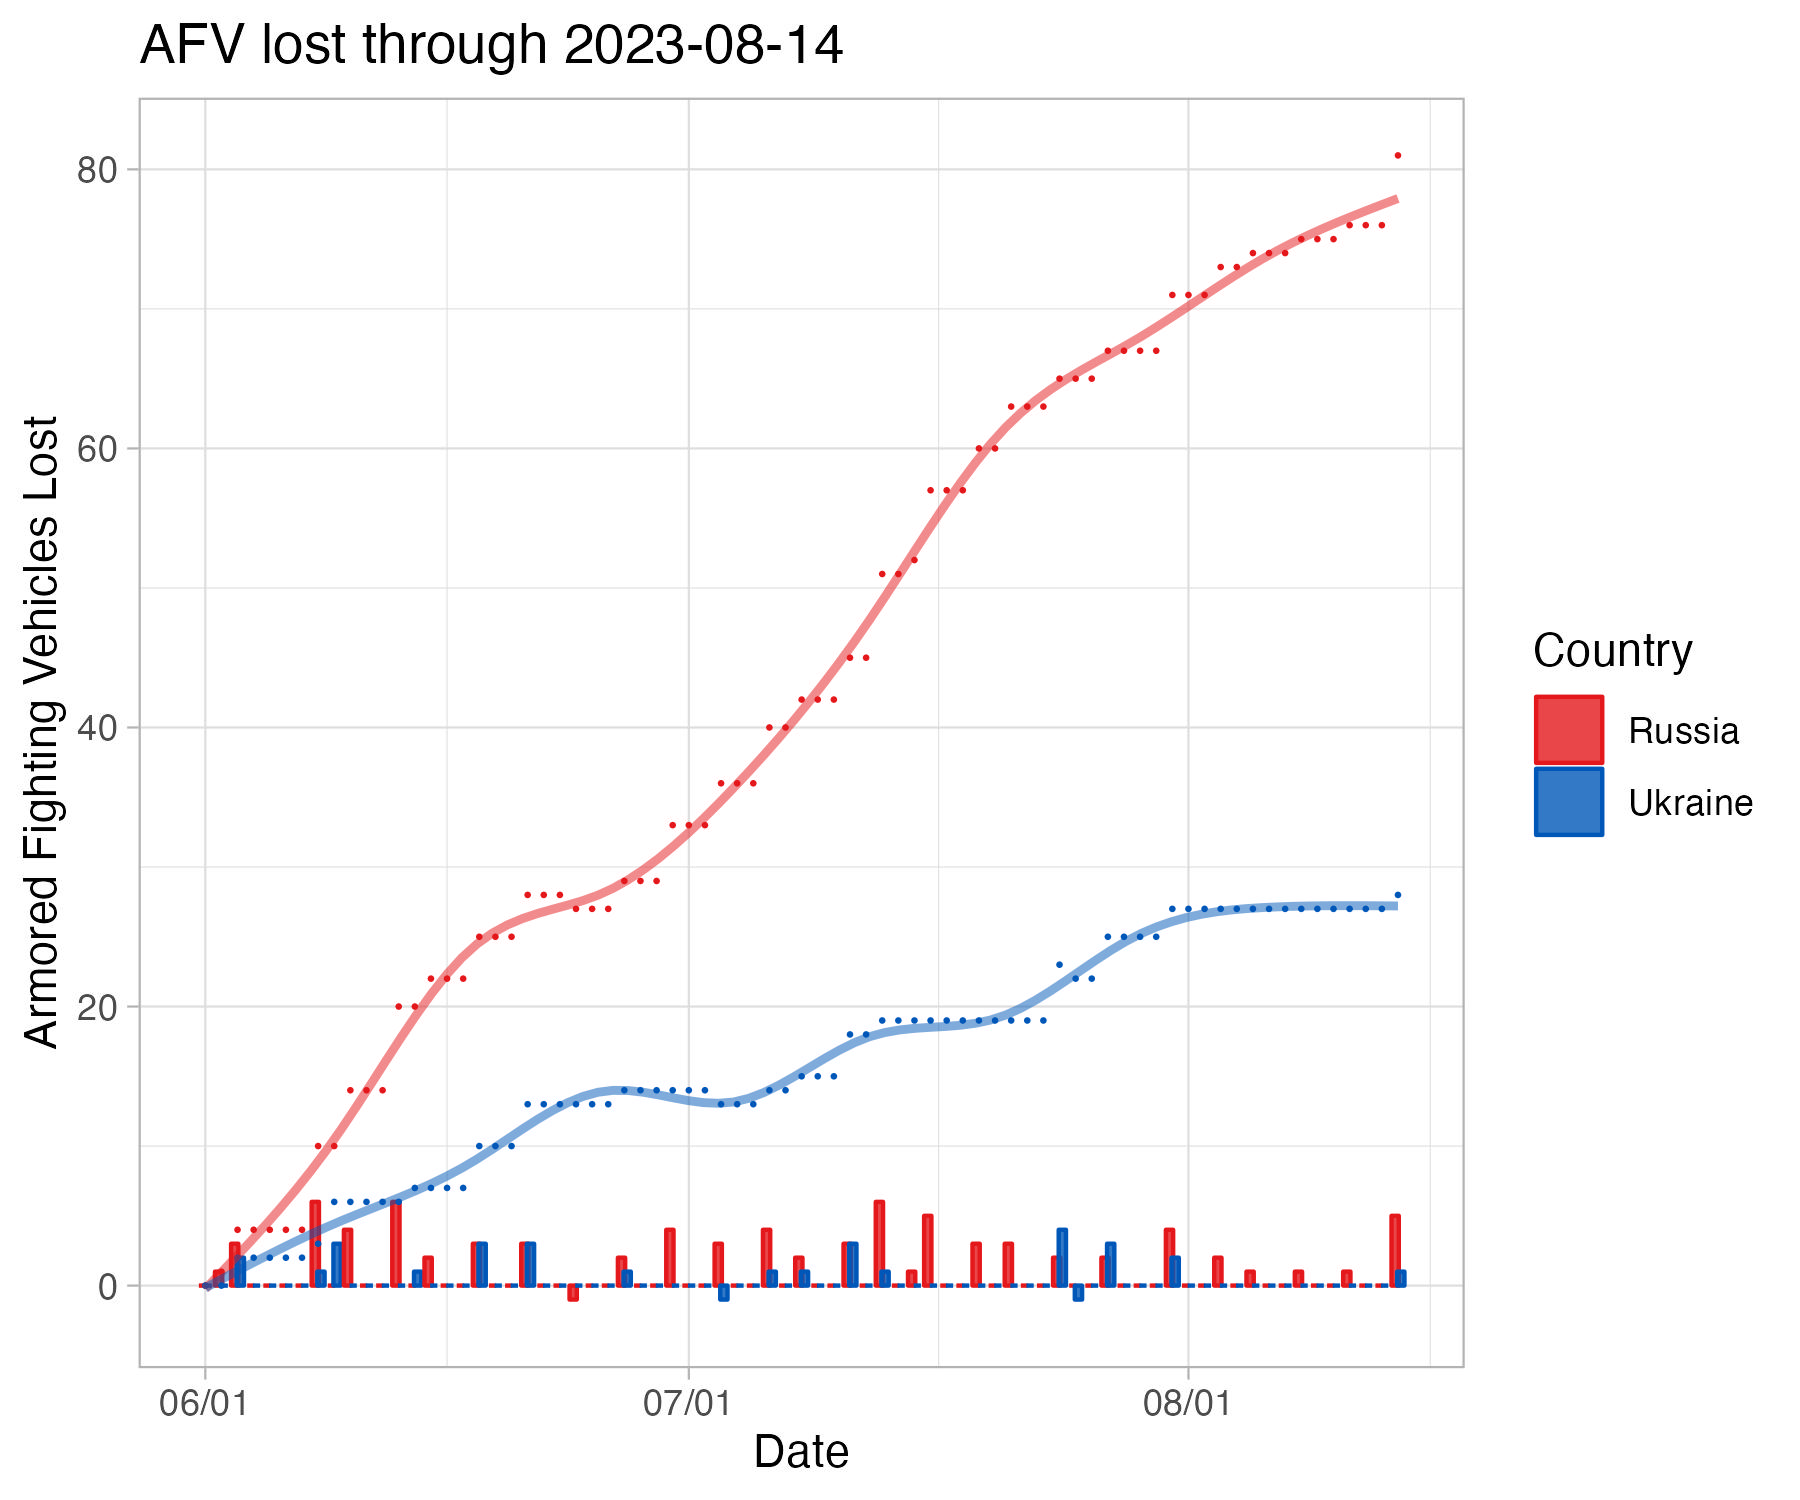 AFV lost through 2023-08-14
Armored Fighting Vehicles Lost
80
60
40
20
0
06/01
07/01
08/01
Date
Country
Russia
Ukraine